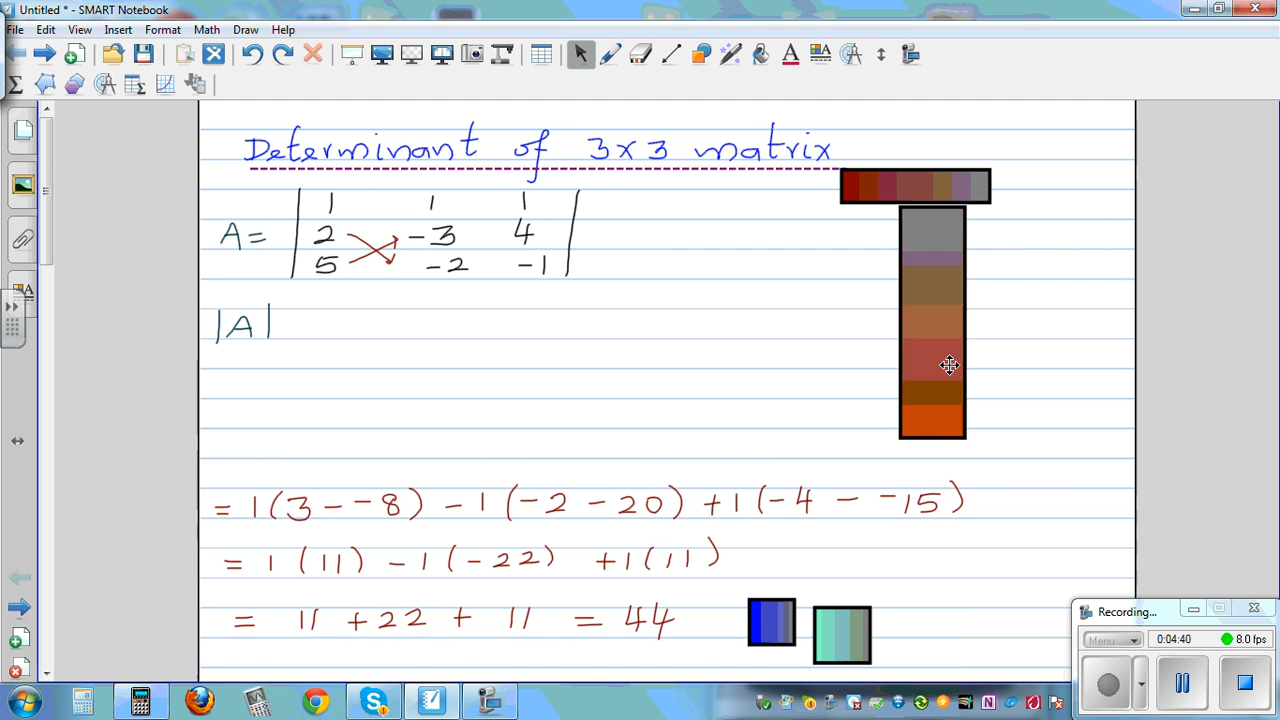 Untitled * - SMART Notebook
File Edit View Insert Format Math Draw Help
Determinant of 3x3 matrix
1 1 1
A= 2 -3 4
5 -2 -1
|A|
= 1(3 - -8) - 1(-2 - 20) + 1(-4 - -15)
= 1(11) - 1(-22) +1(11)
= 11 +22 + 11 = 44
Recording...
Menu 0:04:40 8.0 fps